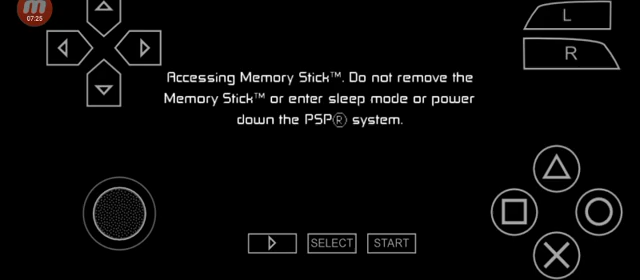 m
07:25
L
R
Accessing Memory Stick™. Do not remove the
Memory Stick™ or enter sleep mode or power
down the PSP® system.
SELECT
START